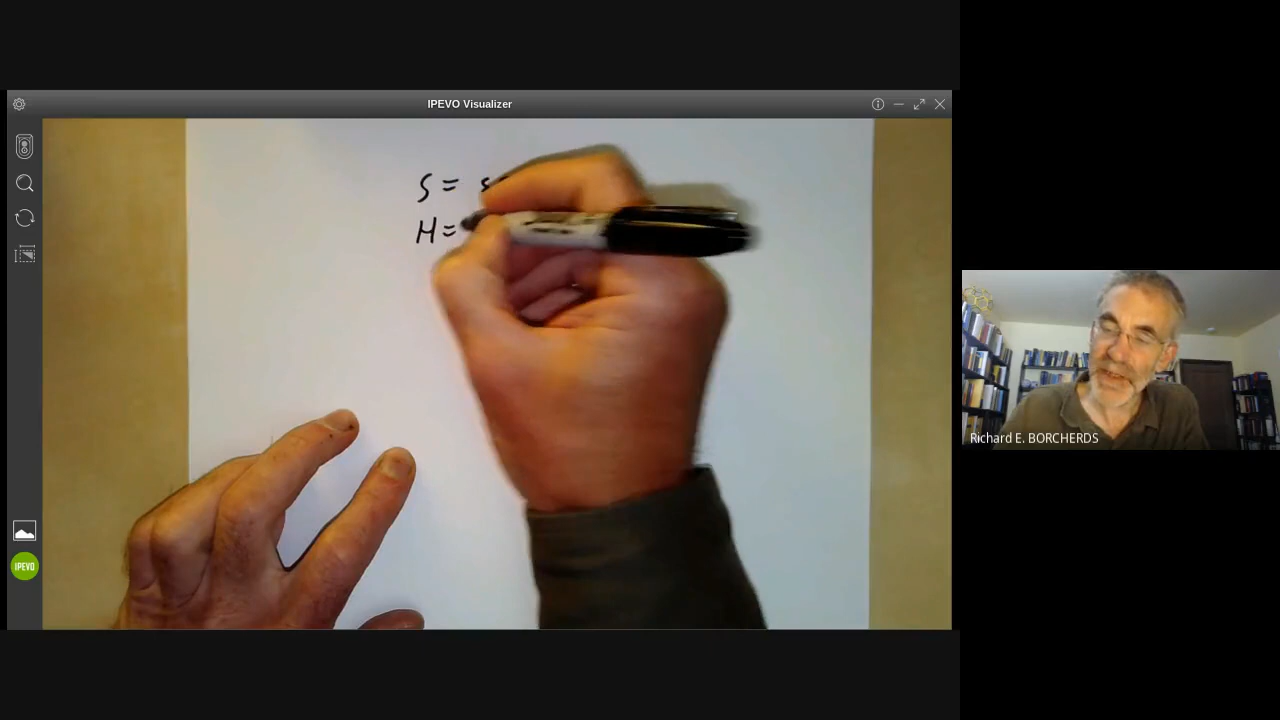 IPEVO Visualizer
S = s
H =
Richard E. BORCHERDS
IPEVO